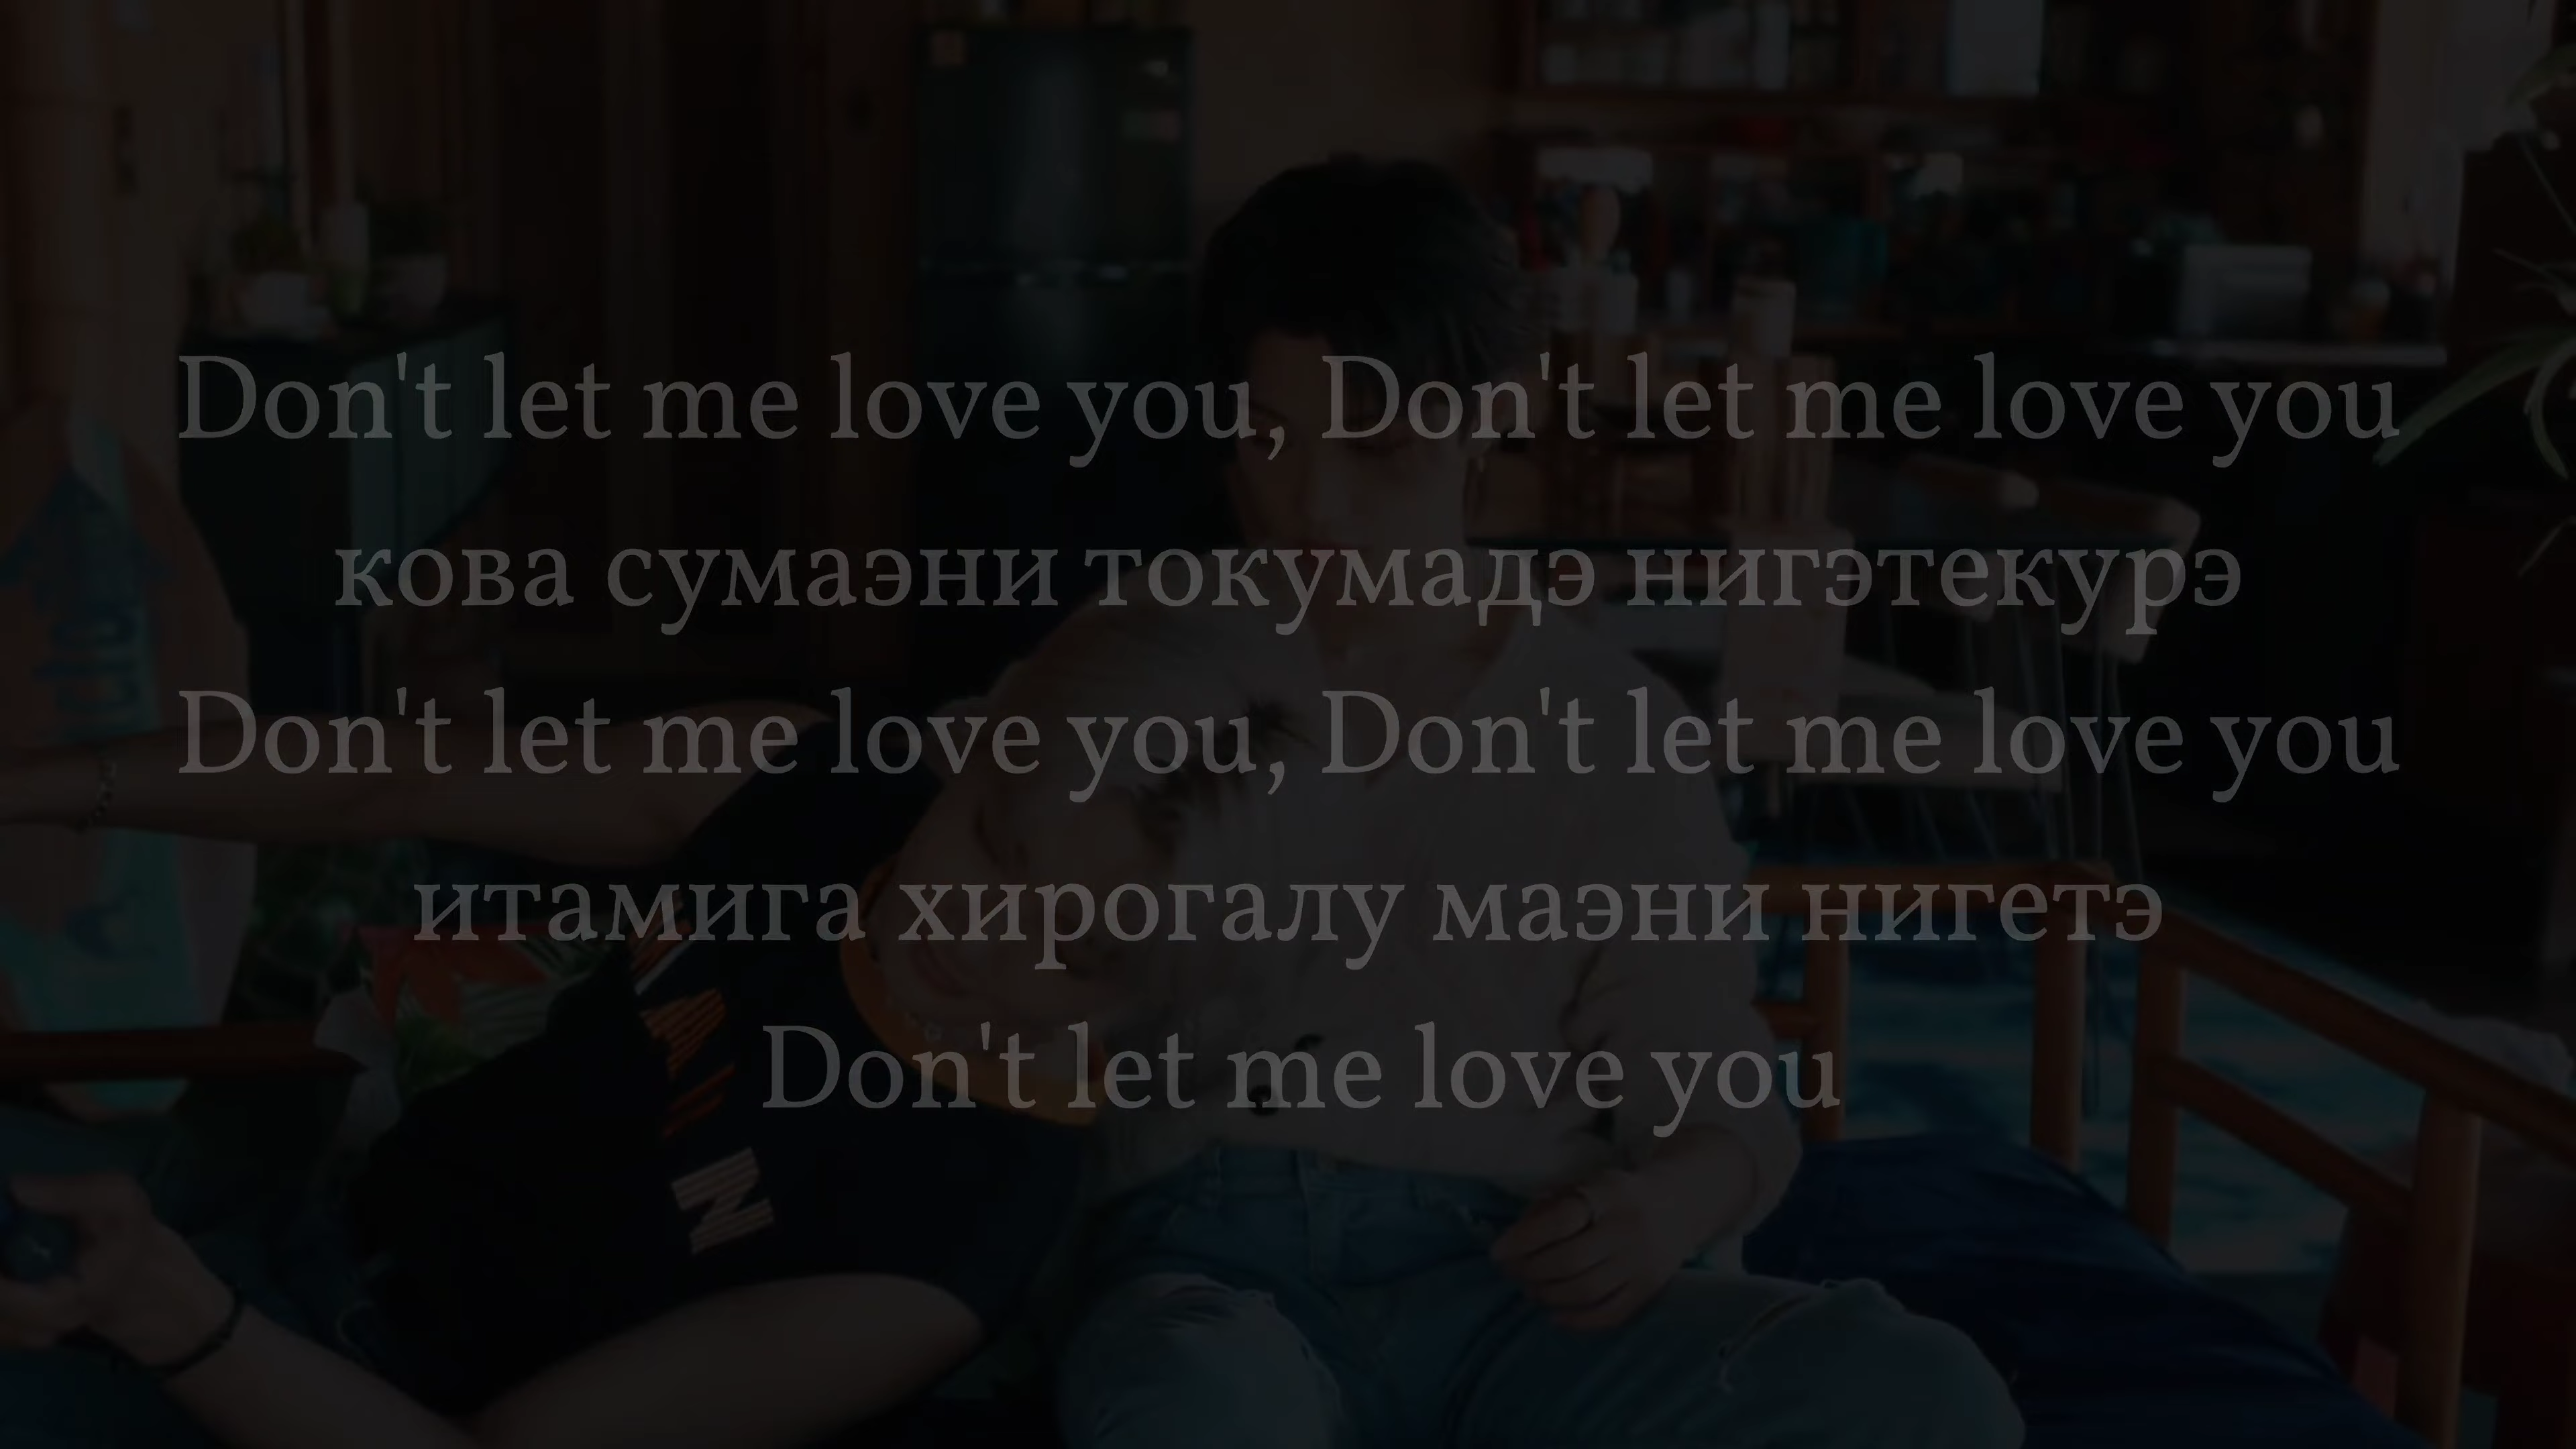 Don't let me love you, Don't let me love you
кова сумаэни токумадэ нигэтекурэ
Don't let me love you, Don't let me love you
итамига хирогалу маэни нигетэ
Don't let me love you